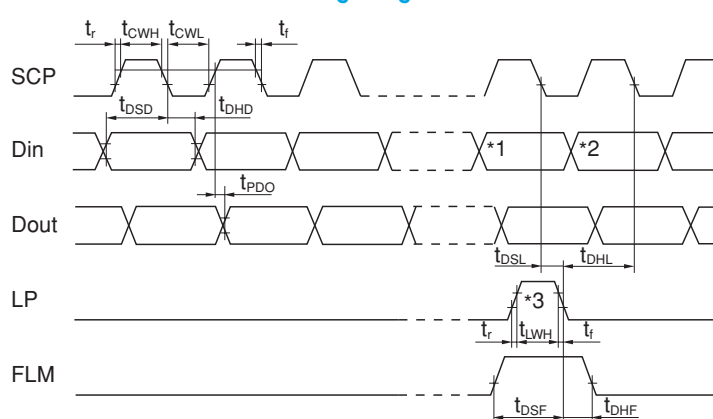 tr tCWH tCWL tf
SCP
tDSD tDHD
Din *1 *2
tPDO
Dout
tDSL tDHL
LP *3
tr tLWH tf
FLM
tDSF tDHF